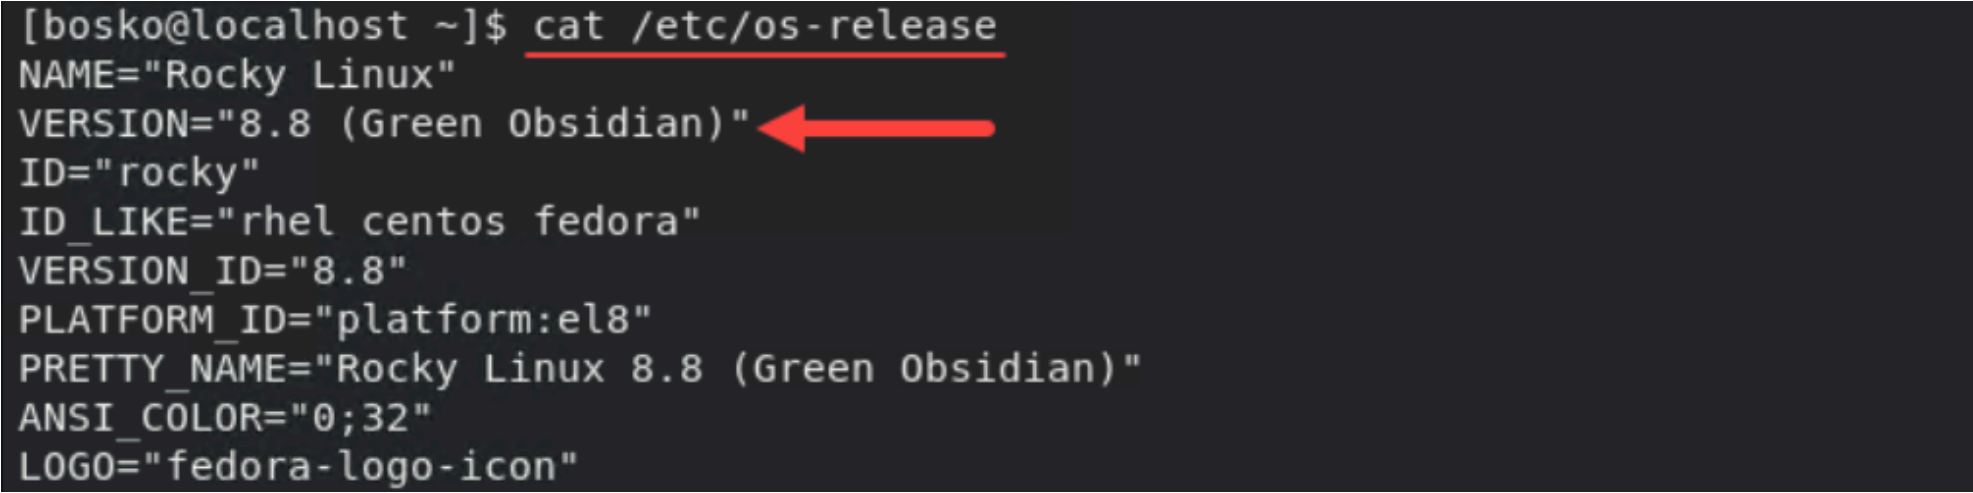 [bosko@localhost ~]$ cat /etc/os-release
NAME="Rocky Linux"
VERSION="8.8 (Green Obsidian)"
ID="rocky"
ID_LIKE="rhel centos fedora"
VERSION_ID="8.8"
PLATFORM_ID="platform:el8"
PRETTY_NAME="Rocky Linux 8.8 (Green Obsidian)"
ANSI_COLOR="0;32"
LOGO="fedora-logo-icon"